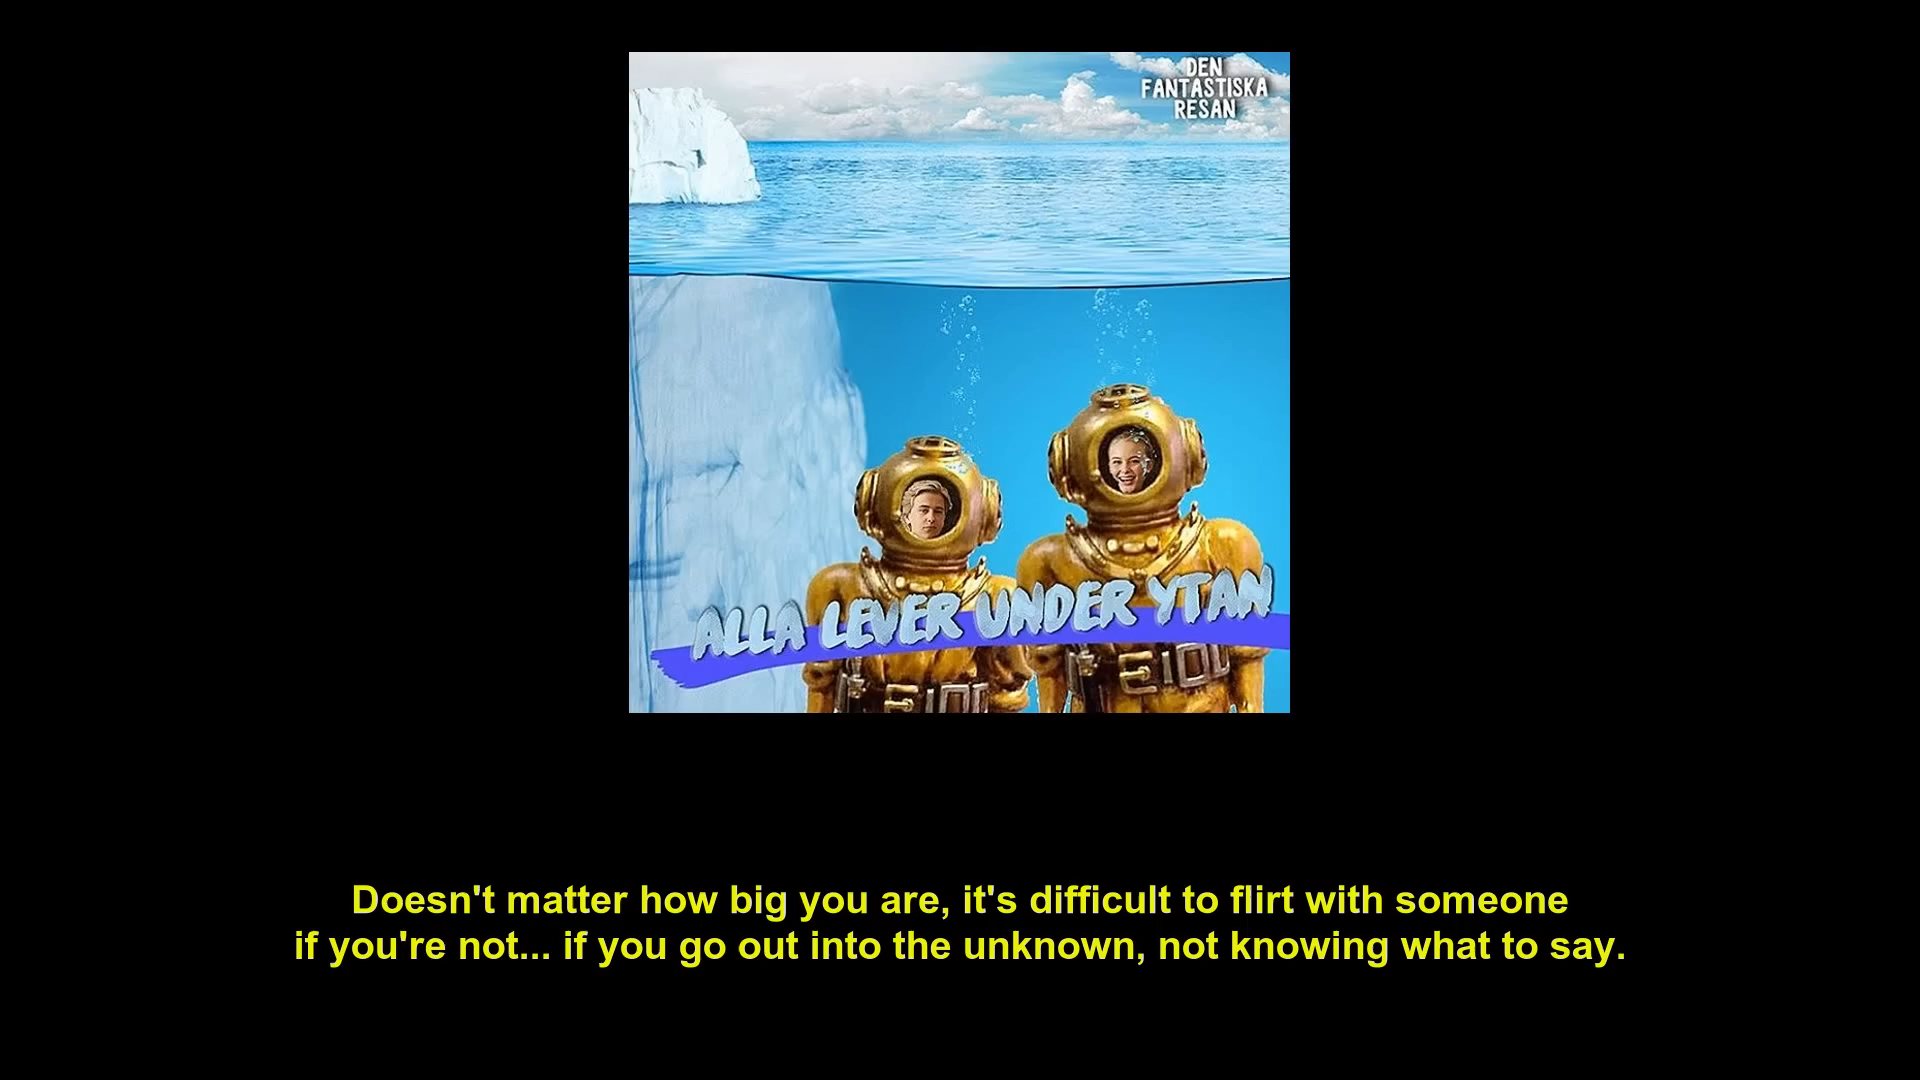 DEN
FANTASTISKA
RESAN
ALLA LEVER UNDER YTAN
Doesn't matter how big you are, it's difficult to flirt with someone
if you're not... if you go out into the unknown, not knowing what to say.